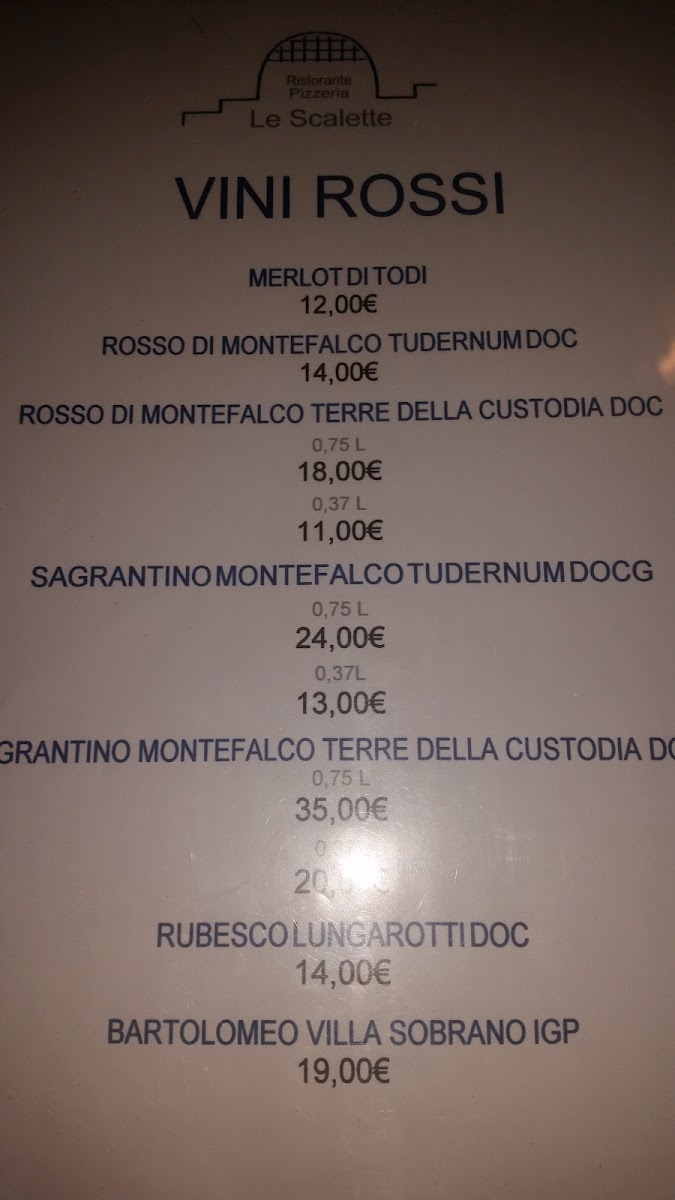 Ristorante
Pizzeria
Le Scalette
VINI ROSSI
MERLOT DI TODI
12,00€
ROSSO DI MONTEFALCO TUDERNUM DOC
14,00€
ROSSO DI MONTEFALCO TERRE DELLA CUSTODIA DOC
0,75 L
18,00€
0,37 L
11,00€
SAGRANTINO MONTEFALCO TUDERNUM DOCG
0,75 L
24,00€
0,37L
13,00€
GRANTINO MONTEFALCO TERRE DELLA CUSTODIA
0,75 L
35,00€
RUBESCO LUNGAROTTI DOC
14,00€
BARTOLOMEO VILLA SOBRANO IGP
19,00€